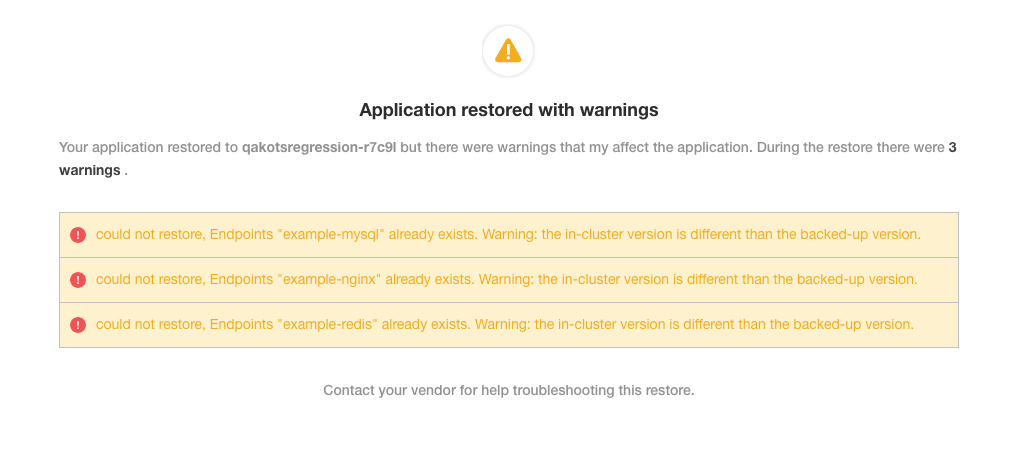 Application restored with warnings
Your application restored to qakotsregression-r7c9l but there were warnings that my affect the application. During the restore there were 3
warnings .
could not restore, Endpoints "example-mysql" already exists. Warning: the in-cluster version is different than the backed-up version.
could not restore, Endpoints "example-nginx" already exists. Warning: the in-cluster version is different than the backed-up version.
could not restore, Endpoints "example-redis" already exists. Warning: the in-cluster version is different than the backed-up version.
Contact your vendor for help troubleshooting this restore.